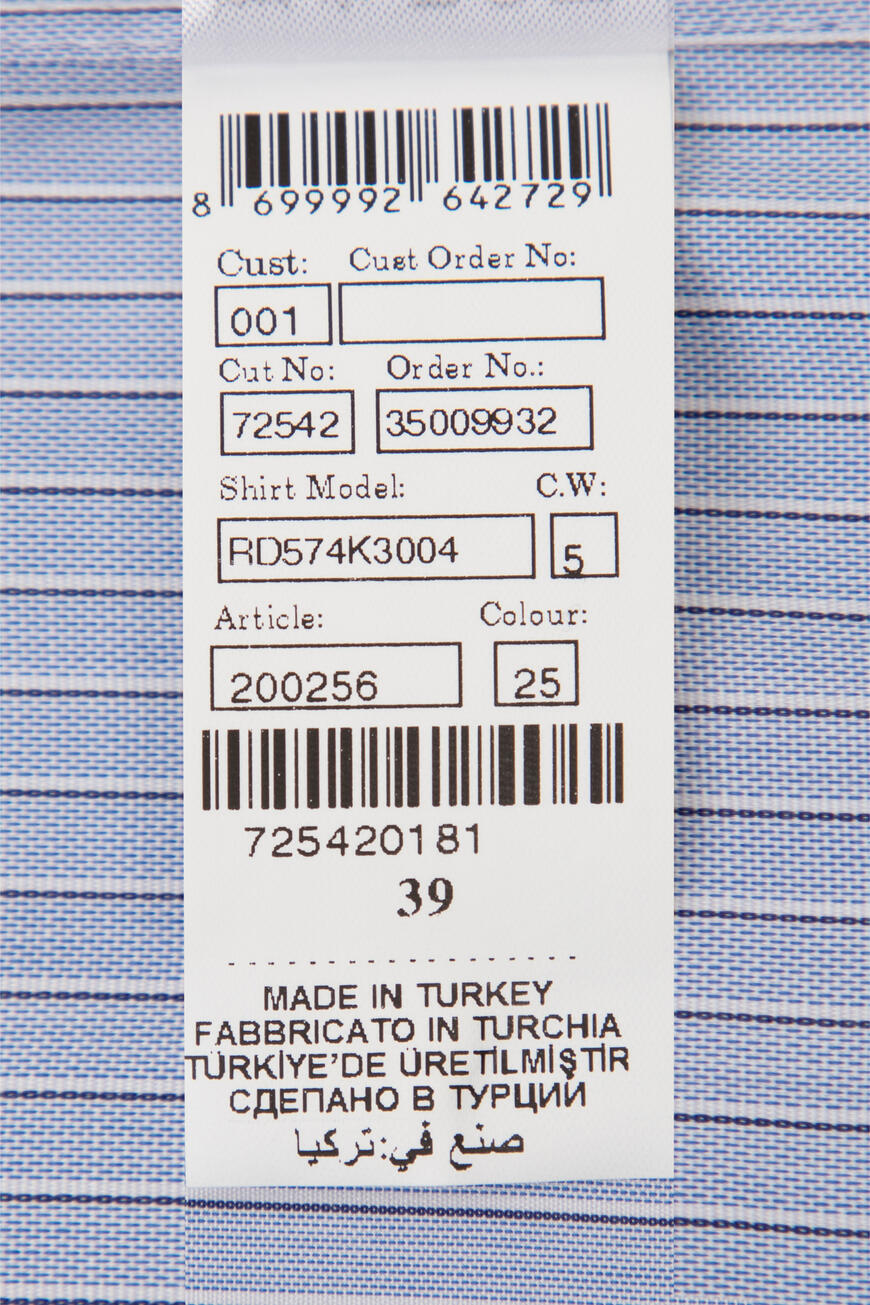 8 699992 642729
Cust: Cust Order No:
001
Cut No: Order No.:
72542 35009932
Shirt Model: C.W:
RD574K3004 5
Article: Colour:
200256 25
725420181
39
MADE IN TURKEY
FABBRICATO IN TURCHIA
TÜRKİYE'DE ÜRETİLMİŞTİR
СДЕПАНО В ТУРЦИЙ
صنع في:تركيا